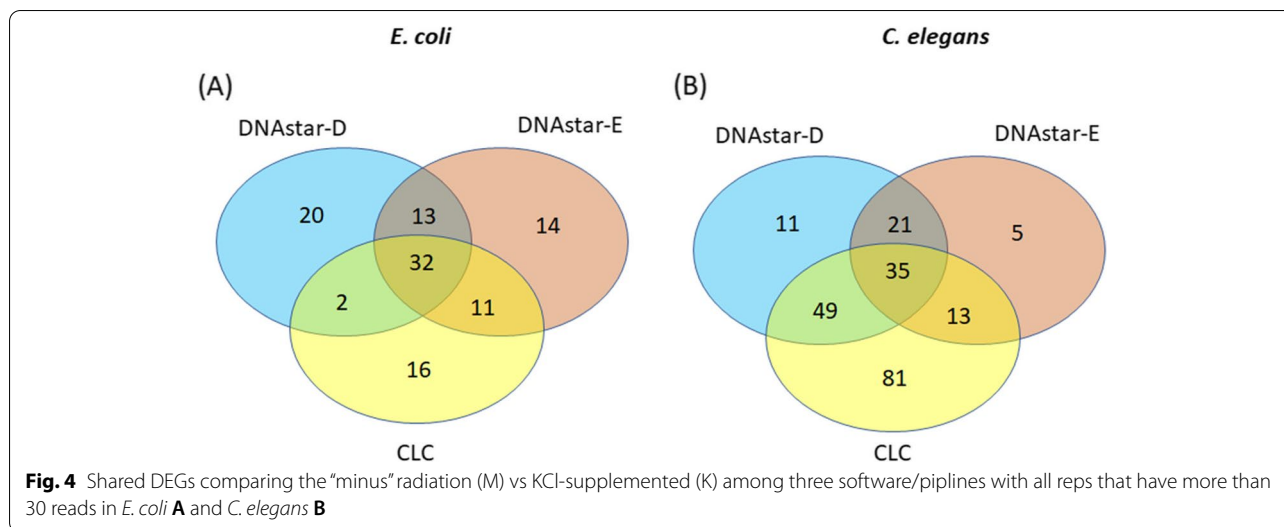 E. coli
C. elegans
(A)
(B)
DNAstar-D
DNAstar-E
20
13
14
32
2
11
16
CLC
DNAstar-D
DNAstar-E
11
21
5
35
49
13
81
CLC
Fig. 4 Shared DEGs comparing the “minus” radiation (M) vs KCl-supplemented (K) among three software/piplines with all reps that have more than
30 reads in E. coli A and C. elegans B